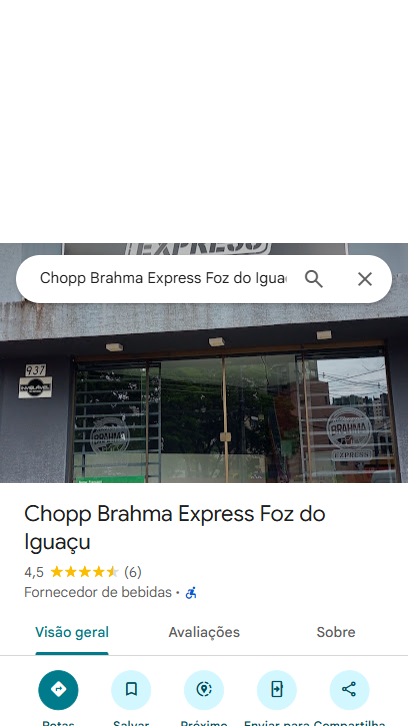 EXPRESS
Chopp Brahma Express Foz do Igua
937
BRAHMA
BRAHMA
EXPRESS
Chopp Brahma Express Foz do
Iguaçu
4,5 (6)
Fornecedor de bebidas ·
Visão geral Avaliações Sobre
Rotas Salvar Próximo Enviar para Compartilha